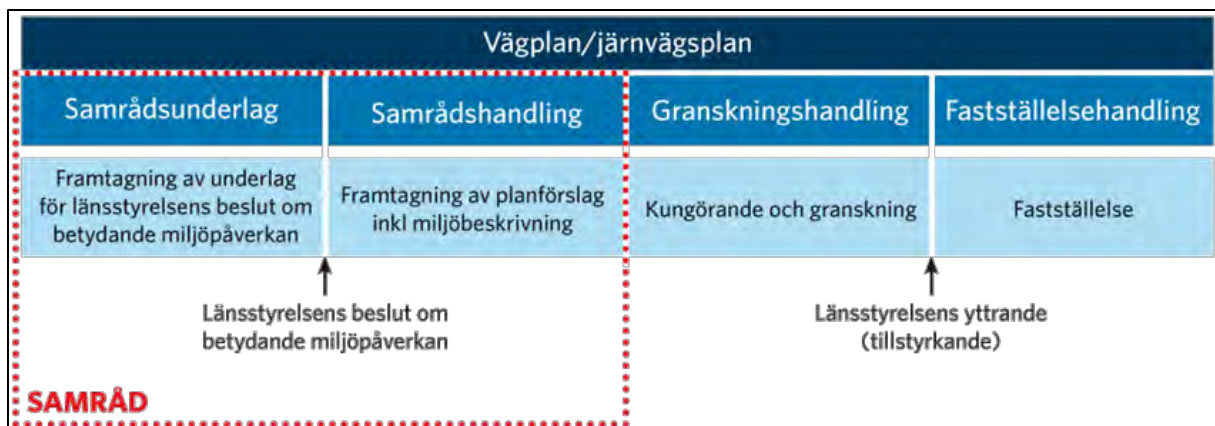 Vägplan/järnvägsplan
Samrådsunderlag
Samrådshandling
Granskningshandling
Fastställelsehandling
Framtagning av underlag
för länsstyrelsens beslut om
betydande miljöpåverkan
Framtagning av planförslag
inkl miljöbeskrivning
Kungörande och granskning
Fastställelse
Länsstyrelsens beslut om
betydande miljöpåverkan
Länsstyrelsens yttrande
(tillstyrkande)
SAMRÅD